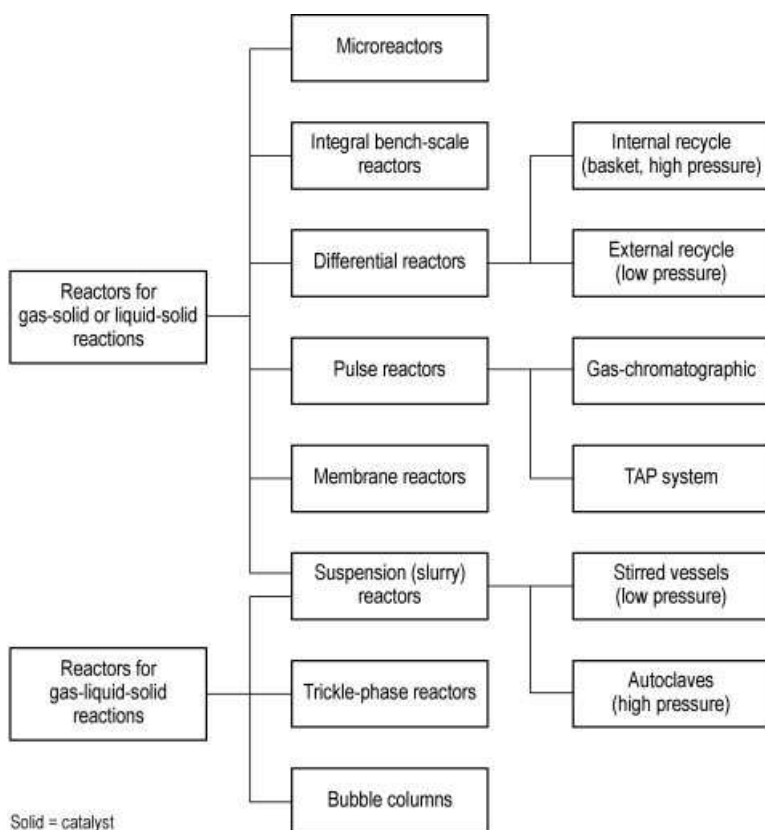 Microreactors
Integral bench-scale
reactors
Internal recycle
(basket, high pressure)
Differential reactors
External recycle
(low pressure)
Reactors for
gas-solid or liquid-solid
reactions
Pulse reactors
Gas-chromatographic
Membrane reactors
TAP system
Suspension (slurry)
reactors
Stirred vessels
(low pressure)
Reactors for
gas-liquid-solid
reactions
Trickle-phase reactors
Autoclaves
(high pressure)
Bubble columns
Solid = catalyst